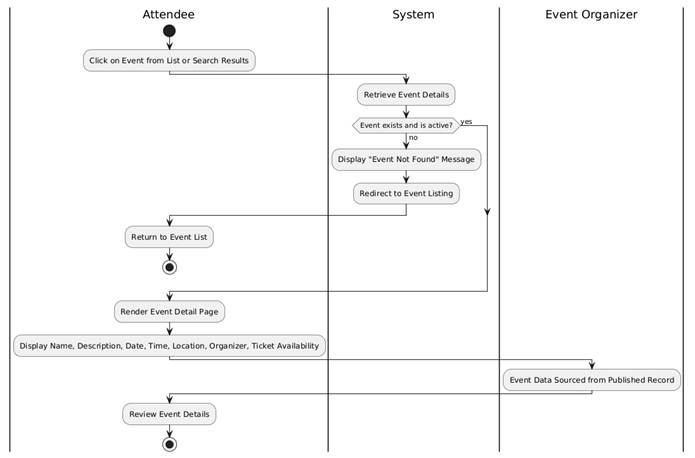 Attendee
System
Event Organizer
Click on Event from List or Search Results
Retrieve Event Details
Event exists and is active?
yes
no
Display "Event Not Found" Message
Redirect to Event Listing
Return to Event List
Render Event Detail Page
Display Name, Description, Date, Time, Location, Organizer, Ticket Availability
Event Data Sourced from Published Record
Review Event Details